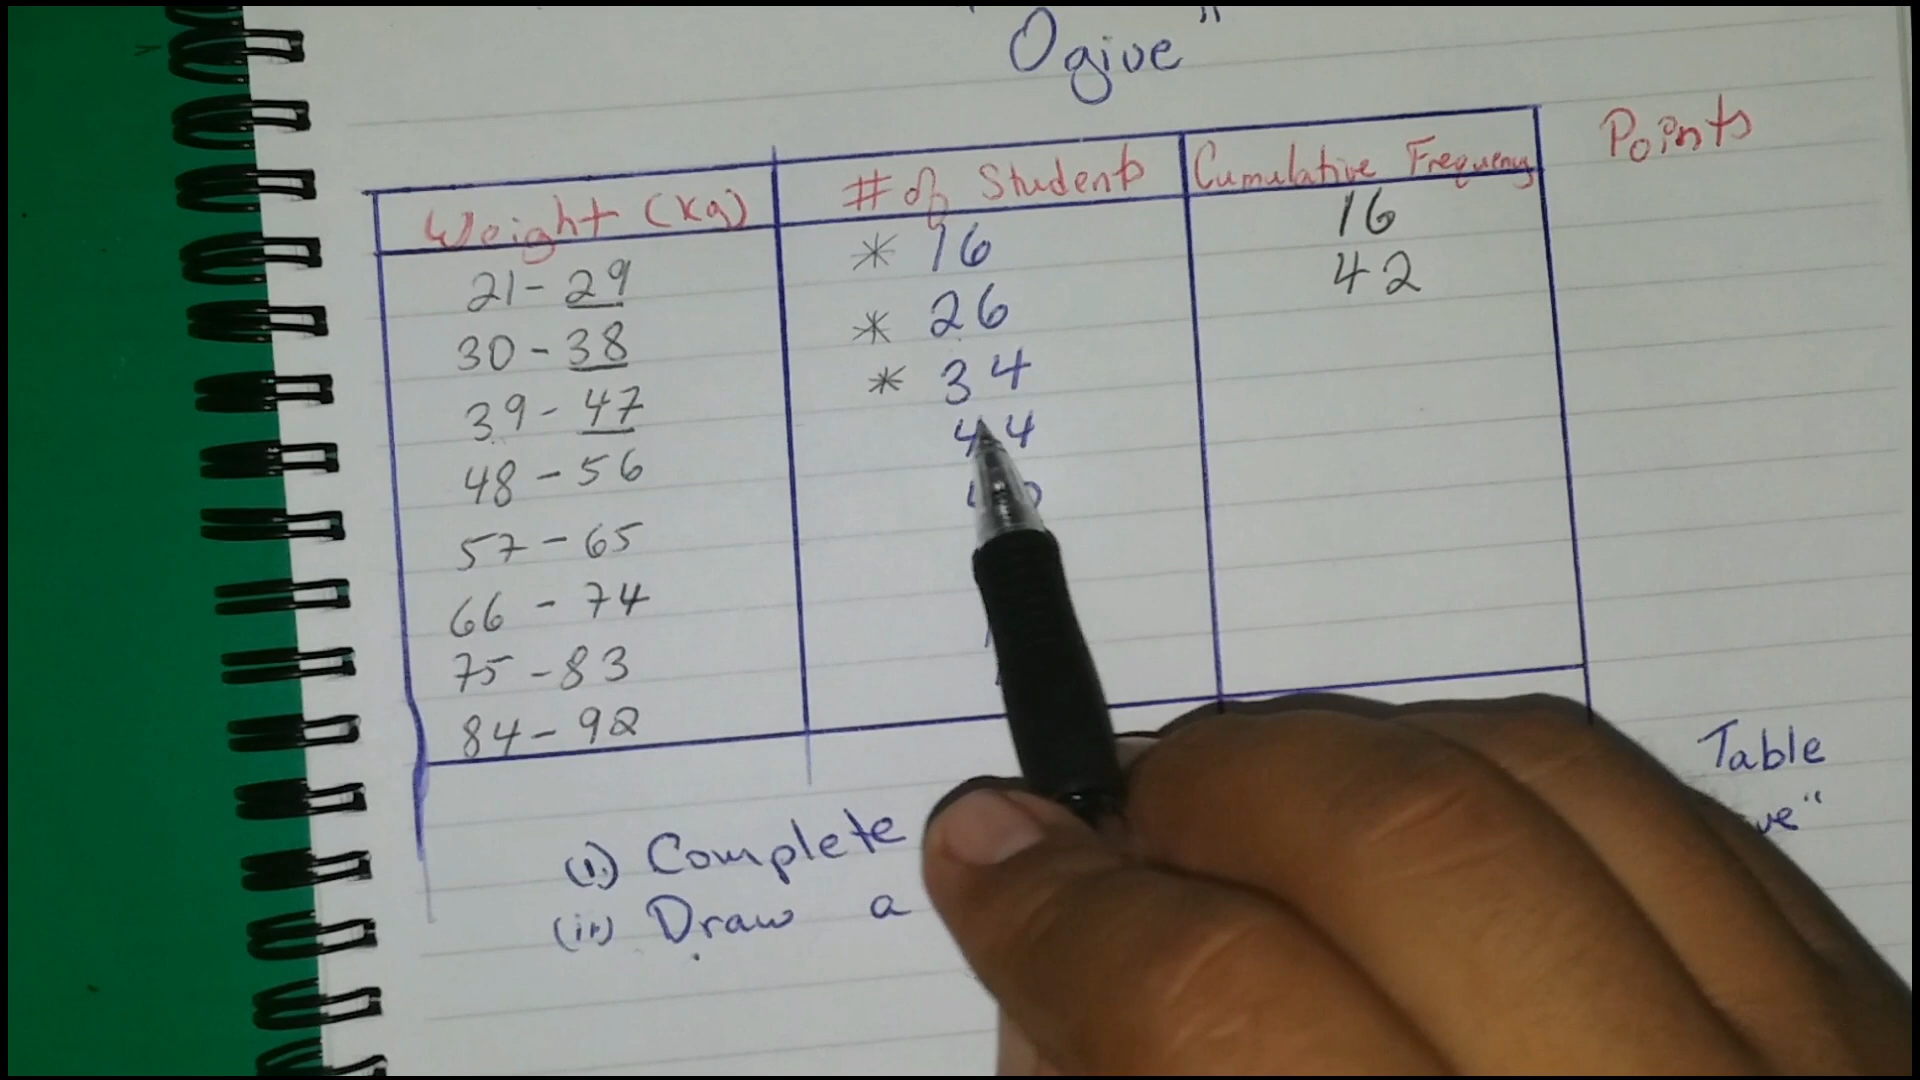 Ogive"
Weight (Kg) # of Students Cumulative Frequency Points
21 - 29 * 16 16
30 - 38 * 26 42
39 - 47 * 34
48 - 56 44
57 - 65
66 - 74
75 - 83
84 - 92
(i) Complete Table
(ii) Draw a